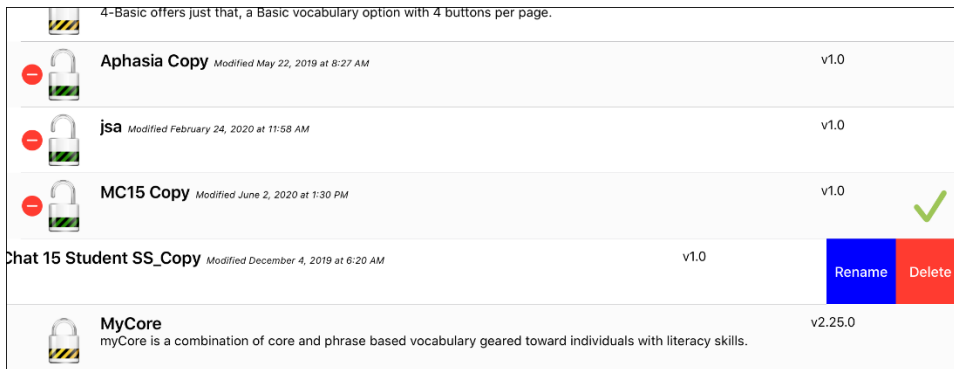 4-Basic offers just that, a Basic vocabulary option with 4 buttons per page.
Aphasia Copy Modified May 22, 2019 at 8:27 AM v1.0
jsa Modified February 24, 2020 at 11:58 AM v1.0
MC15 Copy Modified June 2, 2020 at 1:30 PM v1.0
Chat 15 Student SS_Copy Modified December 4, 2019 at 6:20 AM v1.0
Rename Delete
MyCore v2.25.0
myCore is a combination of core and phrase based vocabulary geared toward individuals with literacy skills.